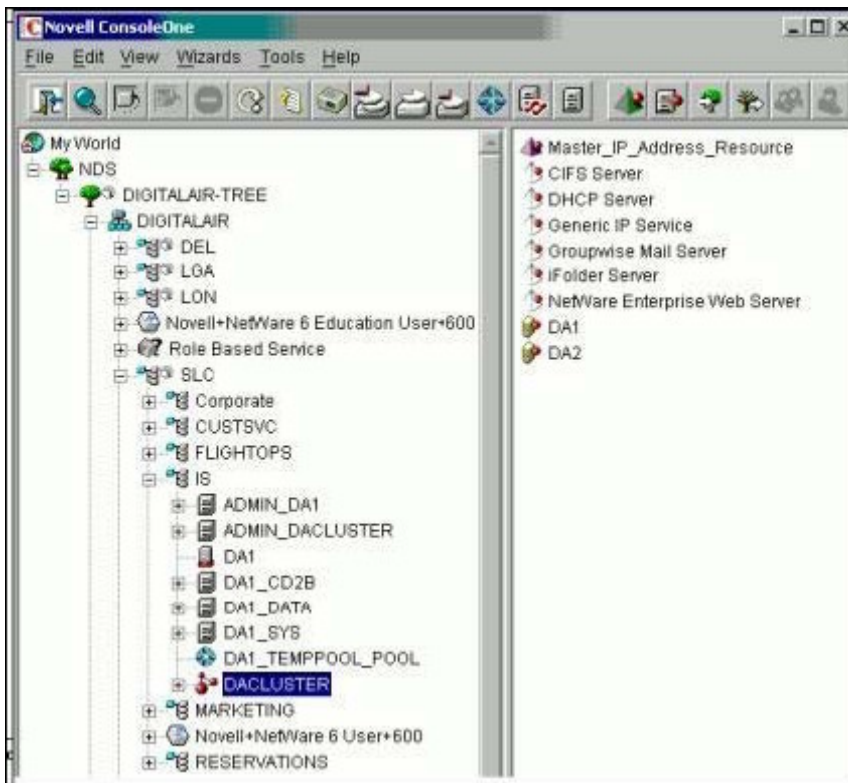 Novell ConsoleOne
File Edit View Wizards Tools Help
My World
NDS
DIGITALAIR-TREE
DIGITALAIR
DEL
LGA
LON
Novell+NetWare 6 Education User+600
Role Based Service
SLC
Corporate
CUSTSVC
FLIGHTOPS
IS
ADMIN_DA1
ADMIN_DACLUSTER
DA1
DA1_CD2B
DA1_DATA
DA1_SYS
DA1_TEMPPOOL_POOL
DACLUSTER
MARKETING
Novell+NetWare 6 User+600
RESERVATIONS
Master_IP_Address_Resource
CIFS Server
DHCP Server
Generic IP Service
Groupwise Mail Server
iFolder Server
NetWare Enterprise Web Server
DA1
DA2